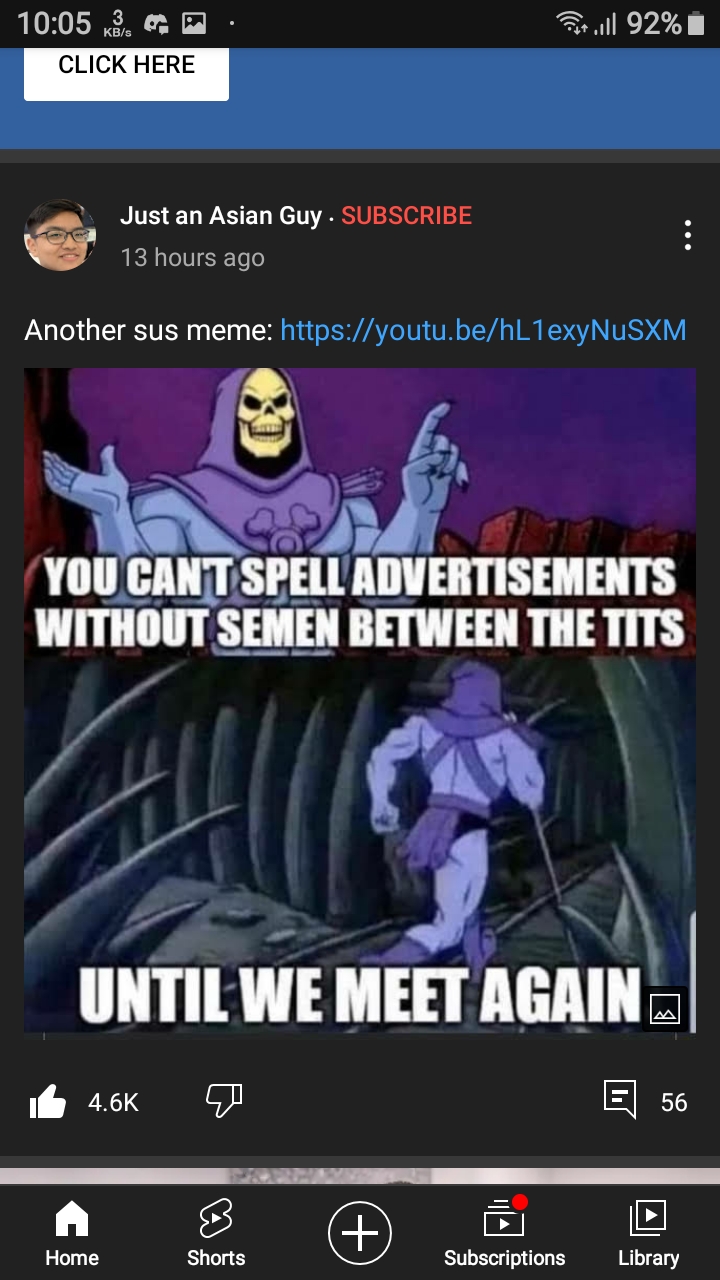 10:05 3 KB/s 92%
CLICK HERE
Just an Asian Guy · SUBSCRIBE
13 hours ago
Another sus meme: https://youtu.be/hL1exyNuSXM
YOU CAN'T SPELL ADVERTISEMENTS
WITHOUT SEMEN BETWEEN THE TITS
UNTIL WE MEET AGAIN
4.6K 56
Home Shorts Subscriptions Library